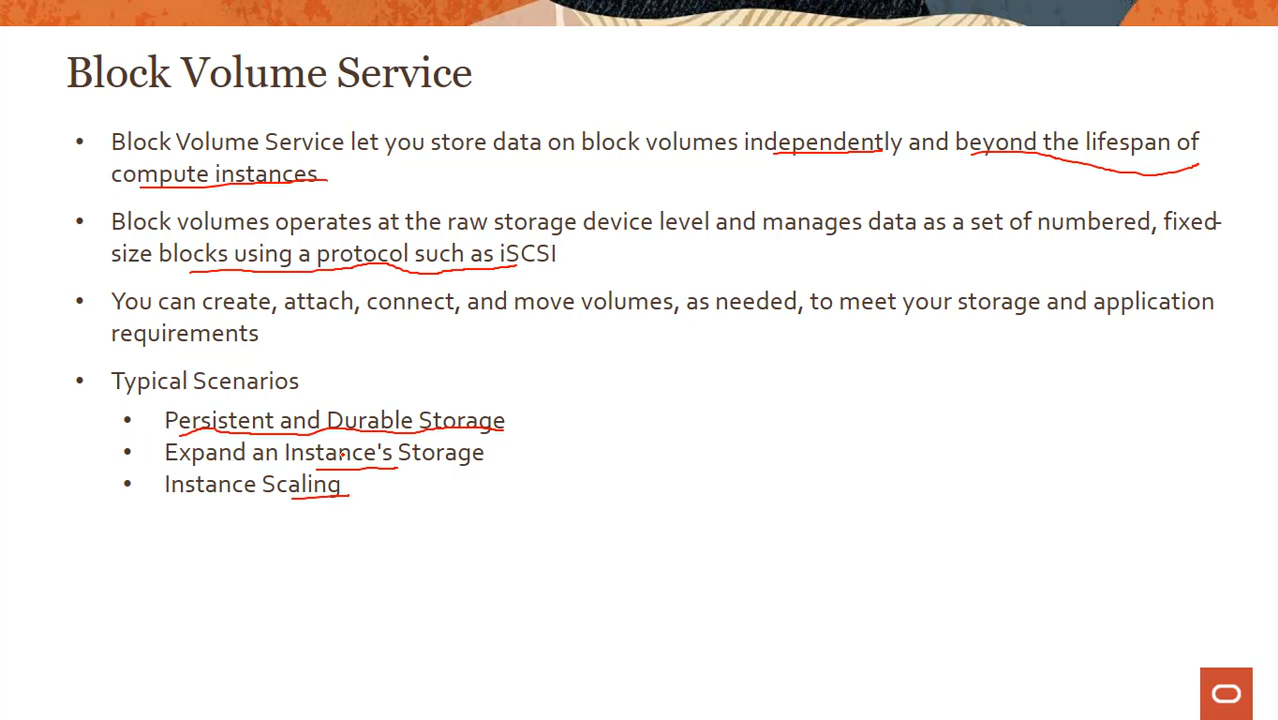 Block Volume Service
• Block Volume Service let you store data on block volumes independently and beyond the lifespan of
compute instances
• Block volumes operates at the raw storage device level and manages data as a set of numbered, fixed-
size blocks using a protocol such as iSCSI
• You can create, attach, connect, and move volumes, as needed, to meet your storage and application
requirements
• Typical Scenarios
• Persistent and Durable Storage
• Expand an Instance's Storage
• Instance Scaling